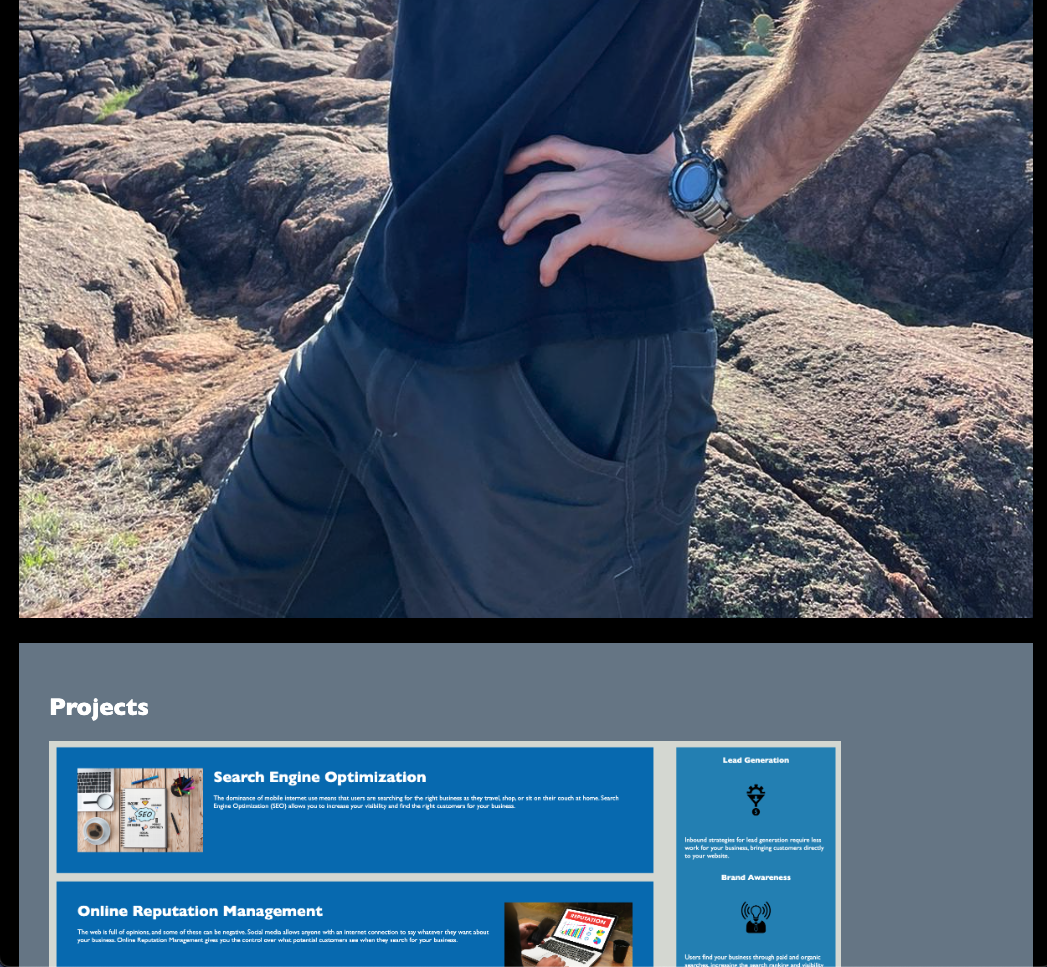 Projects
Search Engine Optimization
The dominance of mobile internet use means that users are searching for the right business as they travel, shop, or sit on their couch at home. Search
Engine Optimization (SEO) allows you to increase your visibility and find the right customers for your business.
SEO
Online Reputation Management
The web is full of opinions, and some of these can be negative. Social media allows anyone with an internet connection to say whatever they want about
your business. Online Reputation Management gives you the control over what potential customers see when they search for your business.
REPUTATION
Lead Generation
Inbound strategies for lead generation require less
work for your business, bringing customers directly
to your website.
Brand Awareness
Users find your business through paid and organic
searches, increasing the search ranking and visibility